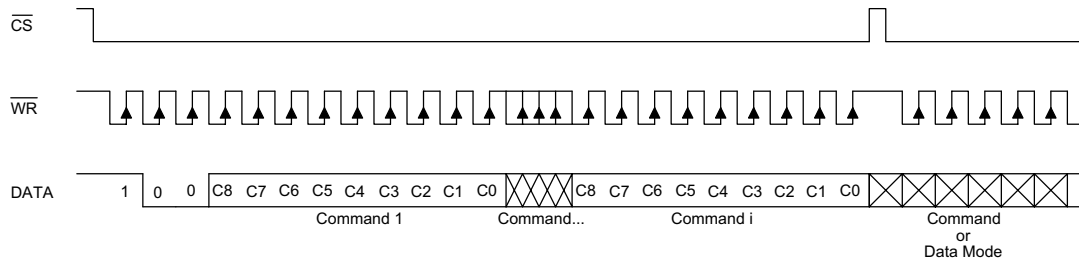 CS
WR
DATA 1 0 0 C8 C7 C6 C5 C4 C3 C2 C1 C0 C8 C7 C6 C5 C4 C3 C2 C1 C0
Command 1 Command... Command i Command
or
Data Mode